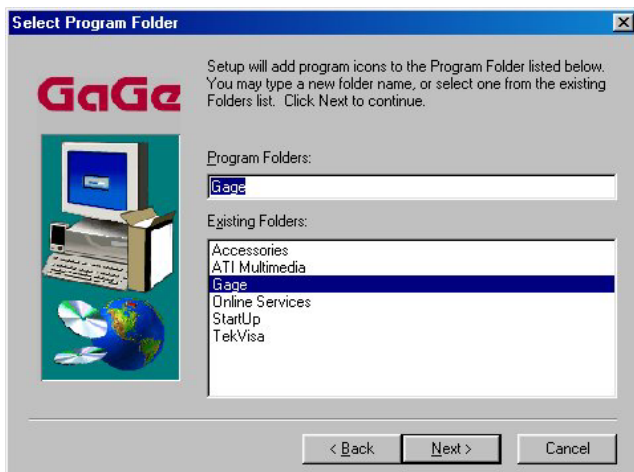 Select Program Folder
GaGe
Setup will add program icons to the Program Folder listed below.
You may type a new folder name, or select one from the existing
Folders list. Click Next to continue.
Program Folders:
Gage
Existing Folders:
Accessories
ATI Multimedia
Gage
Online Services
StartUp
TekVisa
< Back
Next >
Cancel